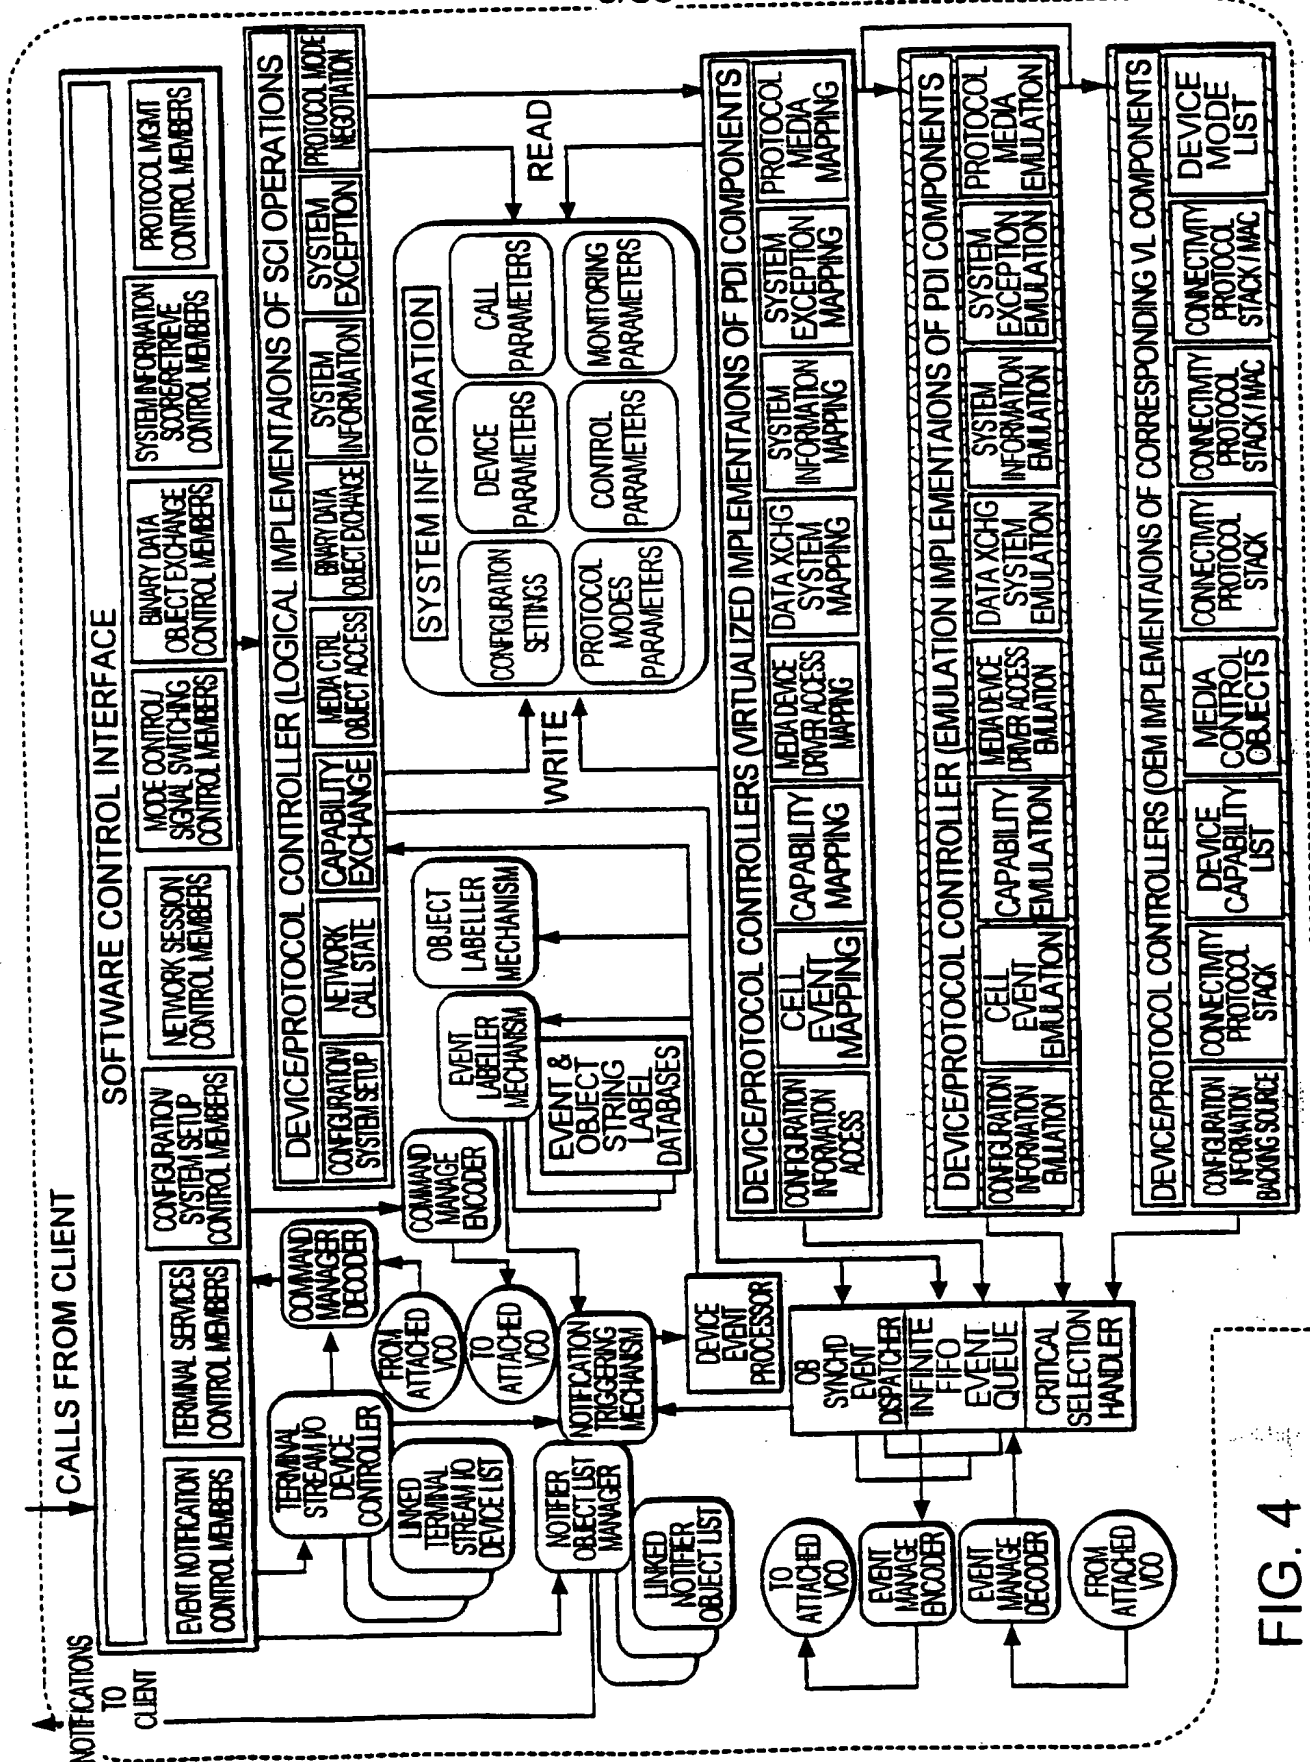 CALLS FROM CLIENT
NOTIFICATIONS
TO
CLIENT
SOFTWARE CONTROL INTERFACE
EVENT NOTIFICATION
CONTROL MEMBERS
TERMINAL SERVICES
CONTROL MEMBERS
CONFIGURATION/
SYSTEM SETUP
CONTROL MEMBERS
NETWORK SESSION
CONTROL MEMBERS
MODE CONTROL/
SIGNAL SWITCHING
CONTROL MEMBERS
BINARY DATA
OBJECT EXCHANGE
CONTROL MEMBERS
SYSTEM INFORMATION
SCORE/RETRIEVE
CONTROL MEMBERS
PROTOCOL MGMT
CONTROL MEMBERS
DEVICE/PROTOCOL CONTROLLER (LOGICAL IMPLEMENTAIONS OF SCI OPERATIONS
CONFIGURATION/
SYSTEM SETUP
NETWORK
CALL STATE
CAPABILITY
EXCHANGE
MEDIA CTRL
OBJECT ACCESS
BINARY DATA
OBJECT EXCHANGE
SYSTEM
INFORMATION
SYSTEM
EXCEPTION
PROTOCOL MODE
NEGOTIATION
TERMINAL
STREAM I/O
DEVICE
CONTROLLER
LINKED
TERMINAL
STREAM I/O
DEVICE LIST
COMMAND
MANAGER
DECODER
FROM
ATTACHED
VCO
COMMAND
MANAGE
ENCODER
TO
ATTACHED
VCO
EVENT
LABELLER
MECHANISM
OBJECT
LABELLER
MECHANISM
EVENT &
OBJECT
STRING
LABEL
DATABASES
WRITE
READ
SYSTEM INFORMATION
CONFIGURATION
SETTINGS
DEVICE
PARAMETERS
CALL
PARAMETERS
PROTOCOL
MODES
PARAMETERS
CONTROL
PARAMETERS
MONITORING
PARAMETERS
NOTIFIER
OBJECT LIST
MANAGER
LINKED
NOTIFIER
OBJECT LIST
NOTIFICATION
TRIGGERING
MECHANISM
DEVICE
EVENT
PROCESSOR
DEVICE/PROTOCOL CONTROLLERS (VIRTUALIZED IMPLEMENTAIONS OF PDI COMPONENTS
CONFIGURATION
INFORMATION
ACCESS
CELL
EVENT
MAPPING
CAPABILITY
MAPPING
MEDIA DEVICE
DRIVER ACCESS
MAPPING
DATA XCHG
SYSTEM
MAPPING
SYSTEM
INFORMATION
MAPPING
SYSTEM
EXCEPTION
MAPPING
PROTOCOL
MEDIA
MAPPING
OB
SYNCHD
EVENT
DISPATCHER
INFINITE
FIFO
EVENT
QUEUE
CRITICAL
SELECTION
HANDLER
DEVICE/PROTOCOL CONTROLLER (EMULATION IMPLEMENTAIONS OF PDI COMPONENTS
CONFIGURATION
INFORMATION
EMULATION
CELL
EVENT
EMULATION
CAPABILITY
EMULATION
MEDIA DEVICE
DRIVER ACCESS
EMULATION
DATA XCHG
SYSTEM
EMULATION
SYSTEM
INFORMATION
EMULATION
SYSTEM
EXCEPTION
EMULATION
PROTOCOL
MEDIA
EMULATION
TO
ATTACHED
VCO
EVENT
MANAGE
ENCODER
EVENT
MANAGE
DECODER
FROM
ATTACHED
VCO
DEVICE/PROTOCOL CONTROLLERS (OEM IMPLEMENTAIONS OF CORRESPONDING VL COMPONENTS
CONFIGURATION
INFORMATION
BACKING SOURCE
CONNECTIVITY
PROTOCOL
STACK
DEVICE
CAPABILITY
LIST
MEDIA
CONTROL
OBJECTS
CONNECTIVITY
PROTOCOL
STACK
CONNECTIVITY
PROTOCOL
STACK / MAC
CONNECTIVITY
PROTOCOL
STACK / MAC
DEVICE
MODE
LIST
FIG. 4